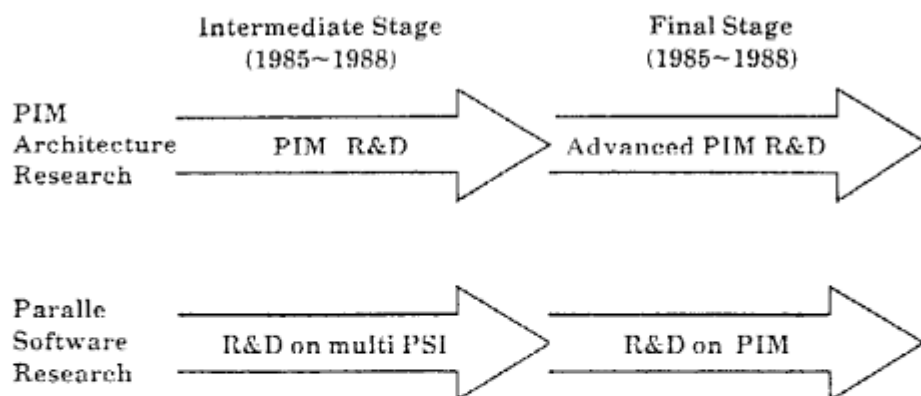 Intermediate Stage
(1985~1988)
Final Stage
(1985~1988)
PIM
Architecture
Research
PIM R&D
Advanced PIM R&D
Paralle
Software
Research
R&D on multi PSI
R&D on PIM